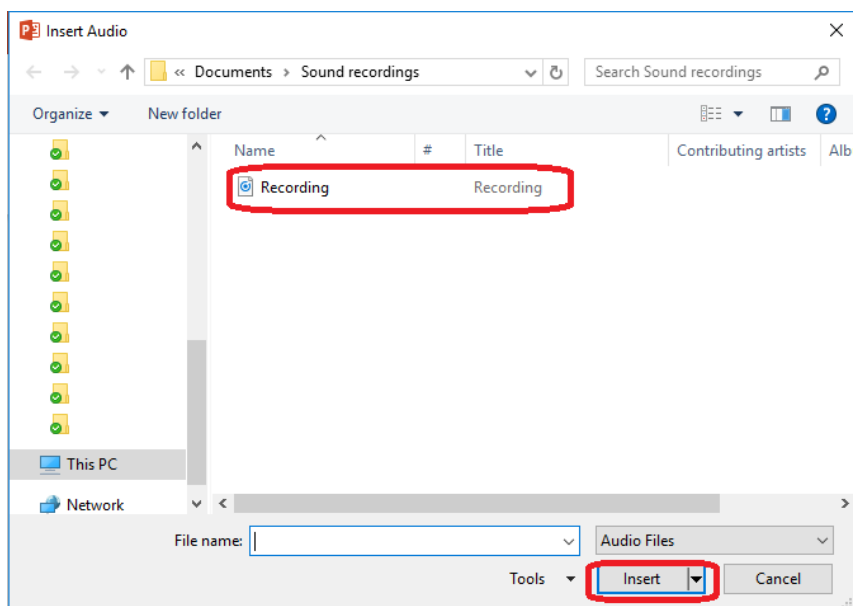 Insert Audio
« Documents > Sound recordings Search Sound recordings
Organize New folder
Name # Title Contributing artists Alb
Recording Recording
This PC
Network
File name: Audio Files
Tools Insert Cancel